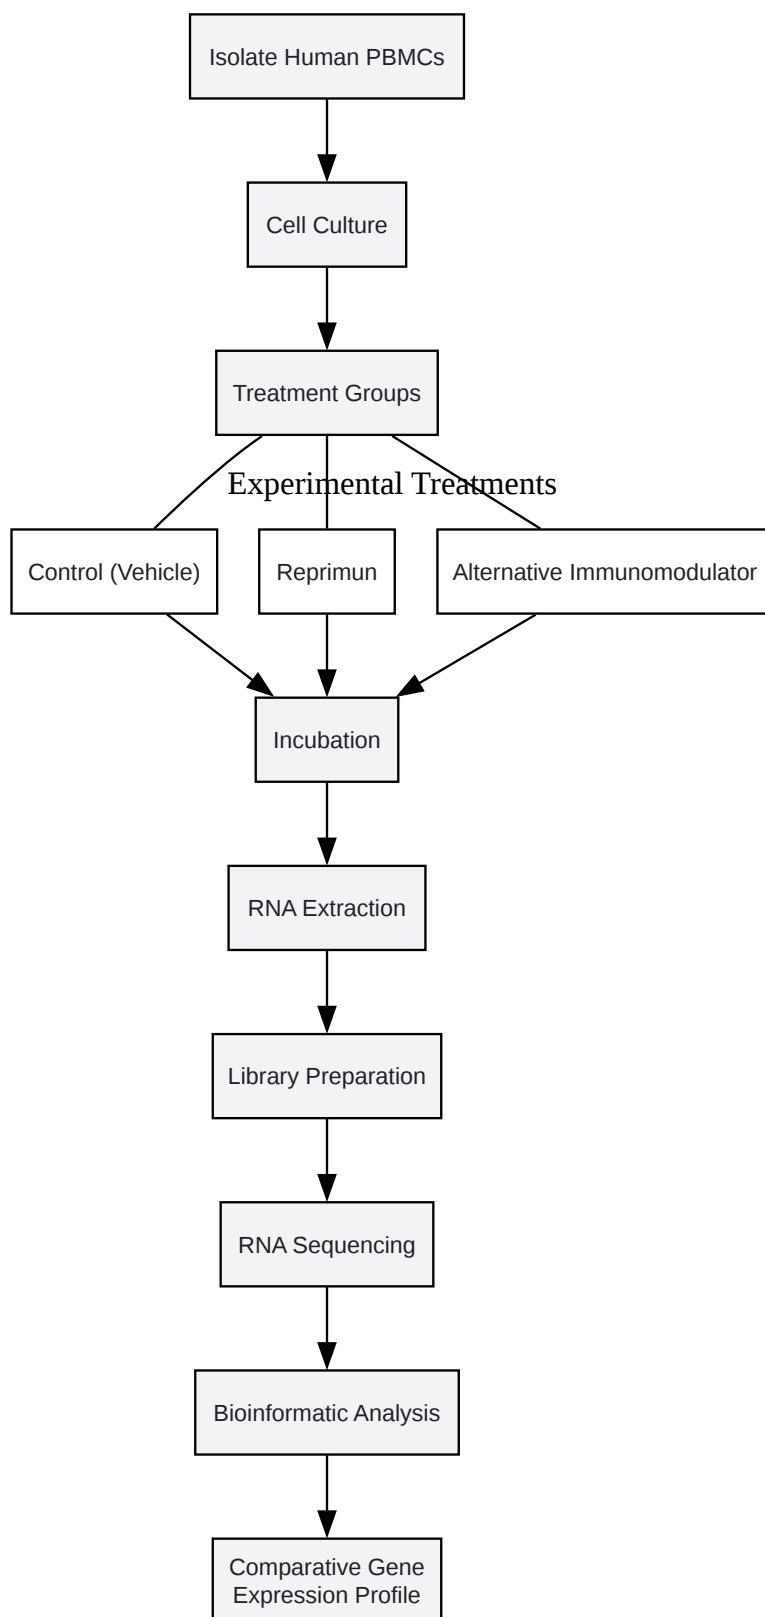 Isolate Human PBMCs
Cell Culture
Treatment Groups
Experimental Treatments
Control (Vehicle)
Reprimun
Alternative Immunomodulator
Incubation
RNA Extraction
Library Preparation
RNA Sequencing
Bioinformatic Analysis
Comparative Gene
Expression Profile